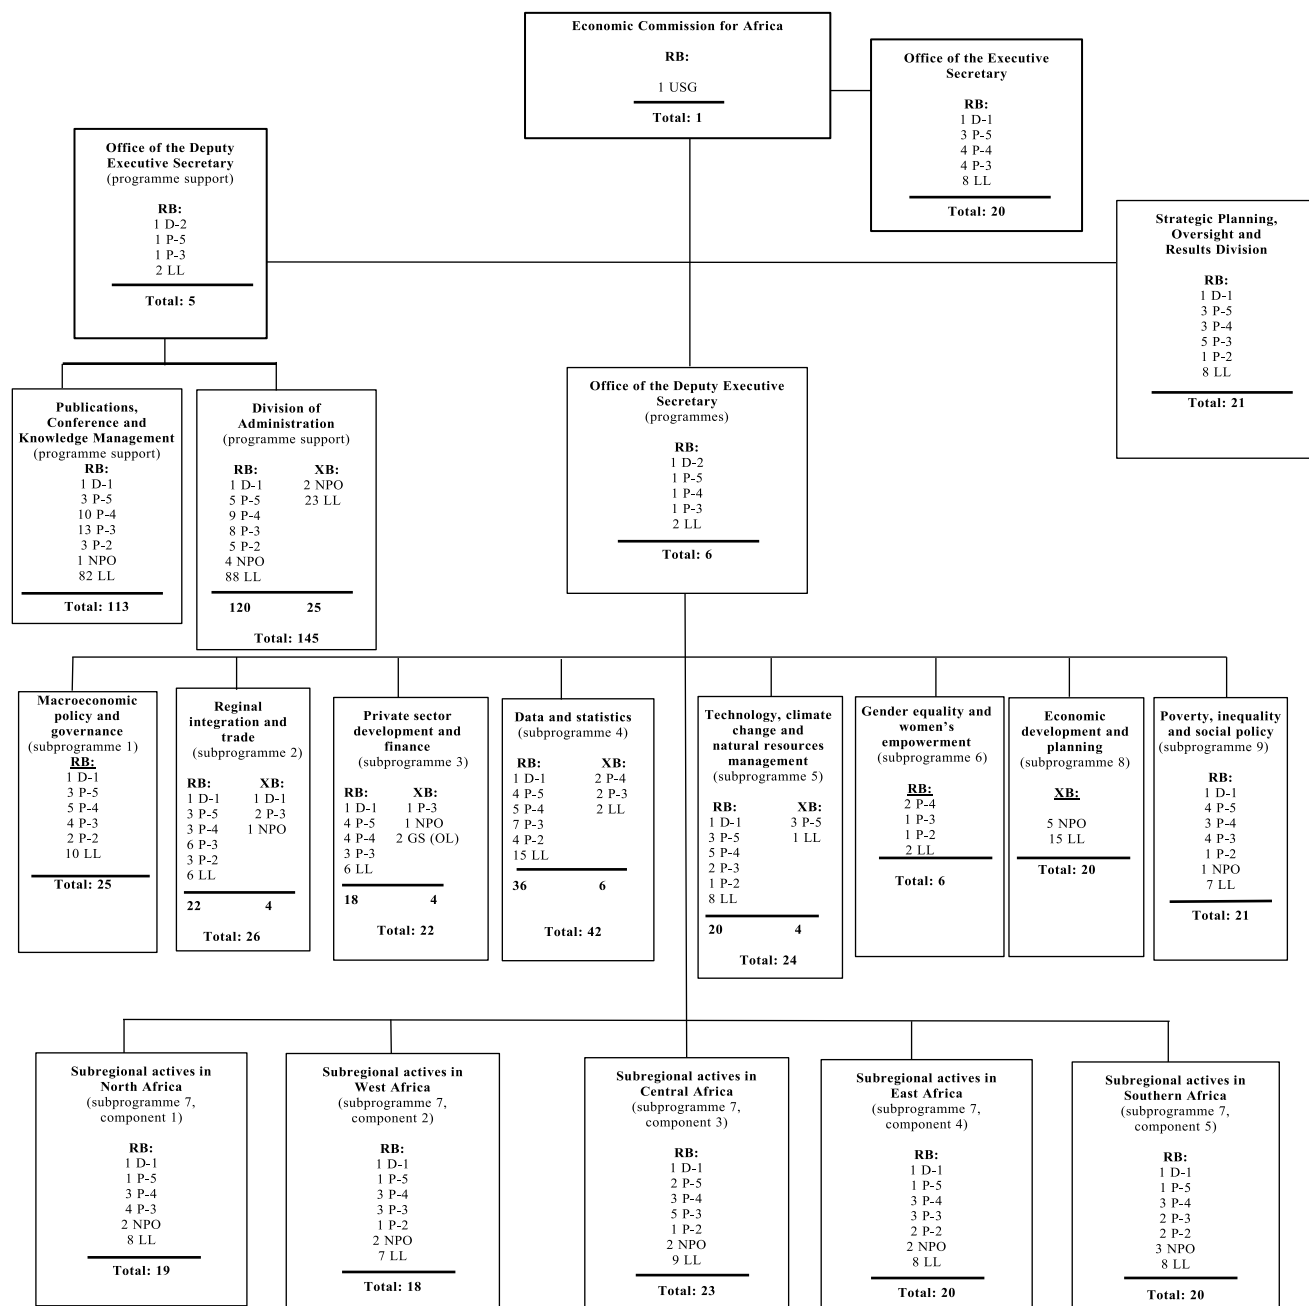 Economic Commission for Africa
RB:
1 USG
Total: 1
Office of the Executive
Secretary
RB:
1 D-1
3 P-5
4 P-4
4 P-3
8 LL
Total: 20
Office of the Deputy
Executive Secretary
(programme support)
RB:
1 D-2
1 P-5
1 P-3
2 LL
Total: 5
Strategic Planning,
Oversight and
Results Division
RB:
1 D-1
3 P-5
3 P-4
5 P-3
1 P-2
8 LL
Total: 21
Publications,
Conference and
Knowledge Management
(programme support)
RB:
1 D-1
3 P-5
10 P-4
13 P-3
3 P-2
1 NPO
82 LL
Total: 113
Division of
Administration
(programme support)
RB: XB:
1 D-1 2 NPO
5 P-5 23 LL
9 P-4
8 P-3
5 P-2
4 NPO
88 LL
120 25
Total: 145
Office of the Deputy Executive
Secretary
(programmes)
RB:
1 D-2
1 P-5
1 P-4
1 P-3
2 LL
Total: 6
Macroeconomic
policy and
governance
(subprogramme 1)
RB:
1 D-1
3 P-5
5 P-4
4 P-3
2 P-2
10 LL
Total: 25
Reginal
integration and
trade
(subprogramme 2)
RB: XB:
1 D-1 1 D-1
3 P-5 2 P-3
3 P-4 1 NPO
6 P-3
3 P-2
6 LL
22 4
Total: 26
Private sector
development and
finance
(subprogramme 3)
RB: XB:
1 D-1 1 P-3
4 P-5 1 NPO
4 P-4 2 GS (OL)
3 P-3
6 LL
18 4
Total: 22
Data and statistics
(subprogramme 4)
RB: XB:
1 D-1 2 P-4
4 P-5 2 P-3
5 P-4 2 LL
7 P-3
4 P-2
15 LL
36 6
Total: 42
Technology, climate
change and
natural resources
management
(subprogramme 5)
RB: XB:
1 D-1 3 P-5
3 P-5 1 LL
5 P-4
2 P-3
1 P-2
8 LL
20 4
Total: 24
Gender equality and
women’s
empowerment
(subprogramme 6)
RB:
2 P-4
1 P-3
1 P-2
2 LL
Total: 6
Economic
development and
planning
(subprogramme 8)
XB:
5 NPO
15 LL
Total: 20
Poverty, inequality
and social policy
(subprogramme 9)
RB:
1 D-1
4 P-5
3 P-4
4 P-3
1 P-2
1 NPO
7 LL
Total: 21
Subregional actives in
North Africa
(subprogramme 7,
component 1)
RB:
1 D-1
1 P-5
3 P-4
4 P-3
2 NPO
8 LL
Total: 19
Subregional actives in
West Africa
(subprogramme 7,
component 2)
RB:
1 D-1
1 P-5
3 P-4
3 P-3
1 P-2
2 NPO
7 LL
Total: 18
Subregional actives in
Central Africa
(subprogramme 7,
component 3)
RB:
1 D-1
2 P-5
3 P-4
5 P-3
1 P-2
2 NPO
9 LL
Total: 23
Subregional actives in
East Africa
(subprogramme 7,
component 4)
RB:
1 D-1
1 P-5
3 P-4
3 P-3
2 P-2
2 NPO
8 LL
Total: 20
Subregional actives in
Southern Africa
(subprogramme 7,
component 5)
RB:
1 D-1
1 P-5
3 P-4
2 P-3
2 P-2
3 NPO
8 LL
Total: 20